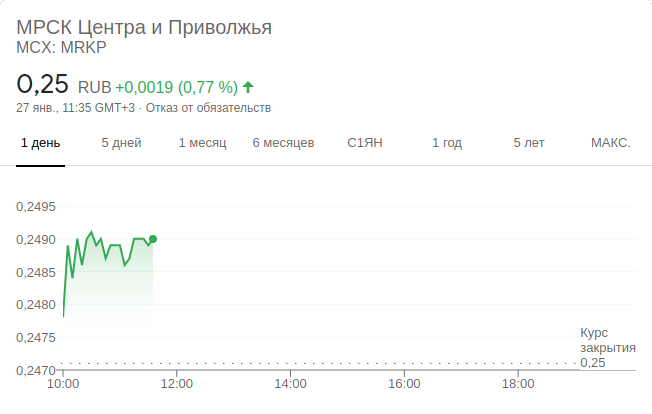 МРСК Центра и Приволжья
MCX: MRKP
0,25 RUB +0,0019 (0,77 %)
27 янв., 11:35 GMT+3 · Отказ от обязательств
1 день 5 дней 1 месяц 6 месяцев С1ЯН 1 год 5 лет МАКС.
0,2495
0,2490
0,2485
0,2480
0,2475
0,2470
Курс
закрытия
0,25
10:00 12:00 14:00 16:00 18:00